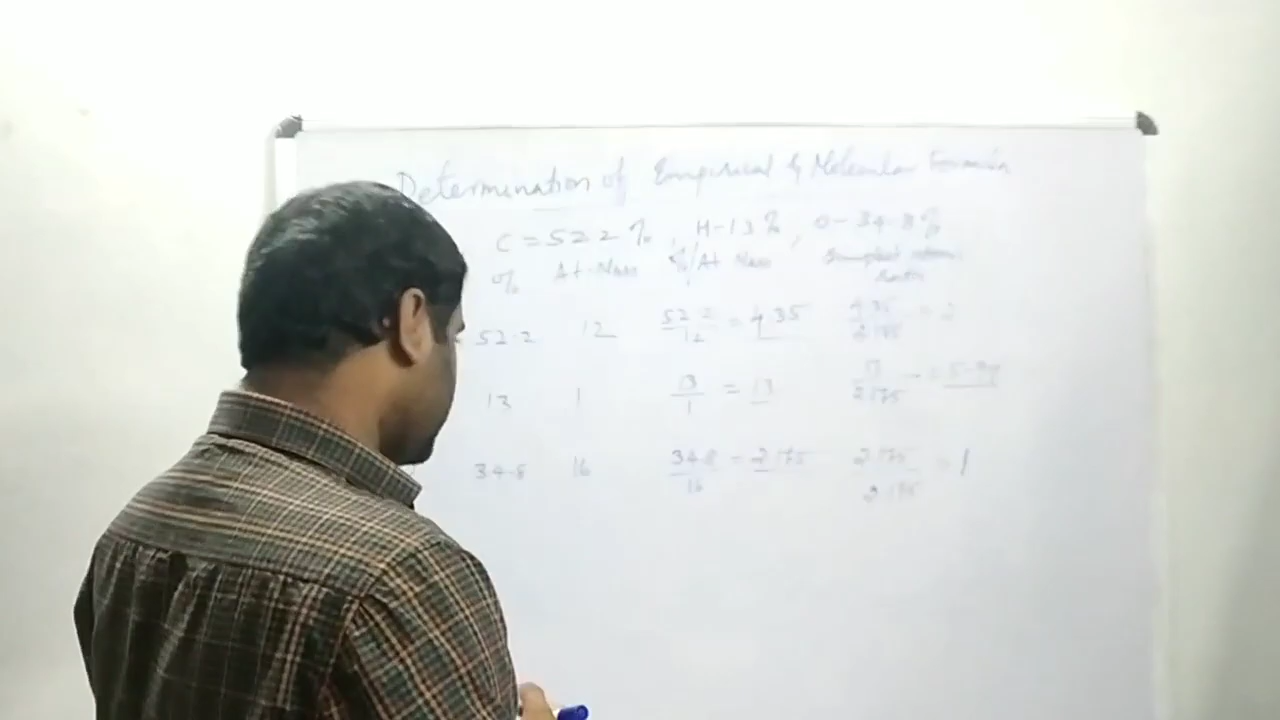 Determination of Empirical & Molecular Formula
C = 52.2 %, H - 13 %, O - 34.8 %
% At. Mass %/At Mass Simplest Ratio
52.2 12 52.2/12 = 4.35 4.35/2.175 = 2
13 1 13/1 = 13 13/2.175 = 5.97
34.8 16 34.8/16 = 2.175 2.175/2.175 = 1